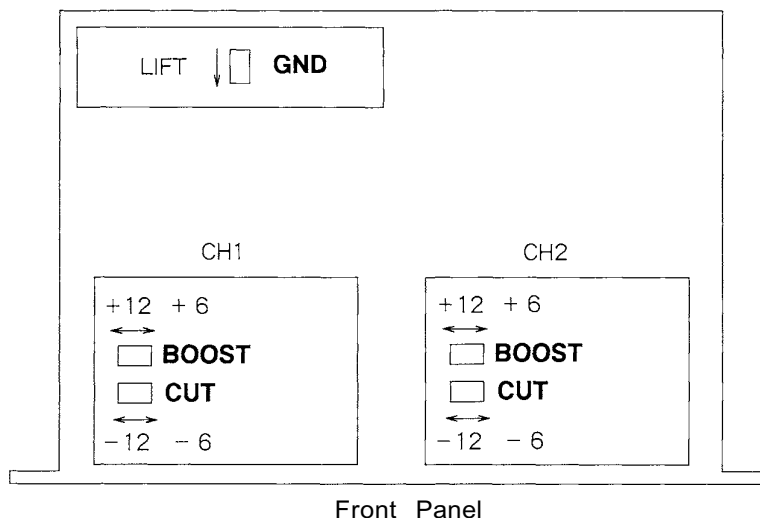 LIFT GND
CH1
+12 +6
BOOST
CUT
-12 -6
CH2
+12 +6
BOOST
CUT
-12 -6
Front Panel